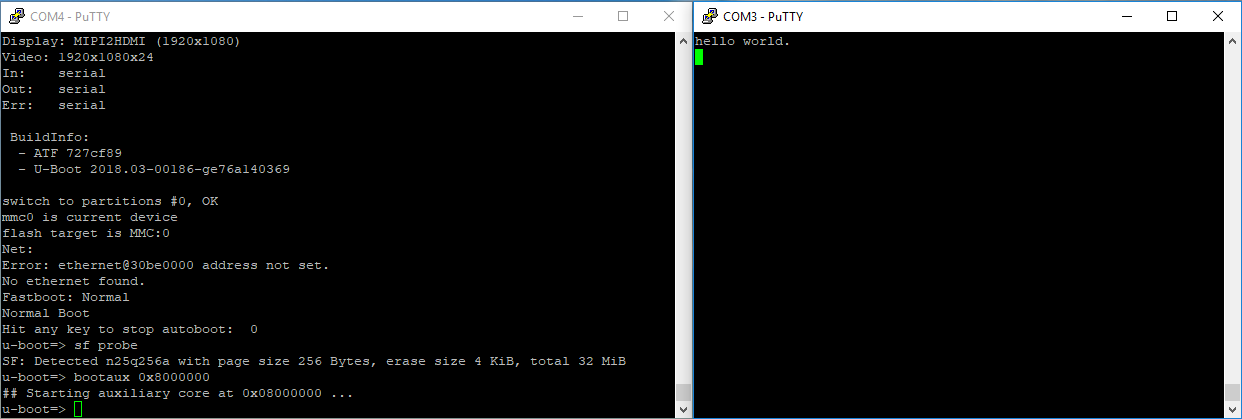 COM4 - PuTTY
Display: MIPI2HDMI (1920x1080)
Video: 1920x1080x24
In:    serial
Out:   serial
Err:   serial
BuildInfo:
- ATF 727cf89
- U-Boot 2018.03-00186-ge76a140369
switch to partitions #0, OK
mmc0 is current device
flash target is MMC:0
Net:
Error: ethernet@30be0000 address not set.
No ethernet found.
Fastboot: Normal
Normal Boot
Hit any key to stop autoboot:  0
u-boot=> sf probe
SF: Detected n25q256a with page size 256 Bytes, erase size 4 KiB, total 32 MiB
u-boot=> bootaux 0x8000000
## Starting auxiliary core at 0x08000000 ...
u-boot=>
COM3 - PuTTY
hello world.